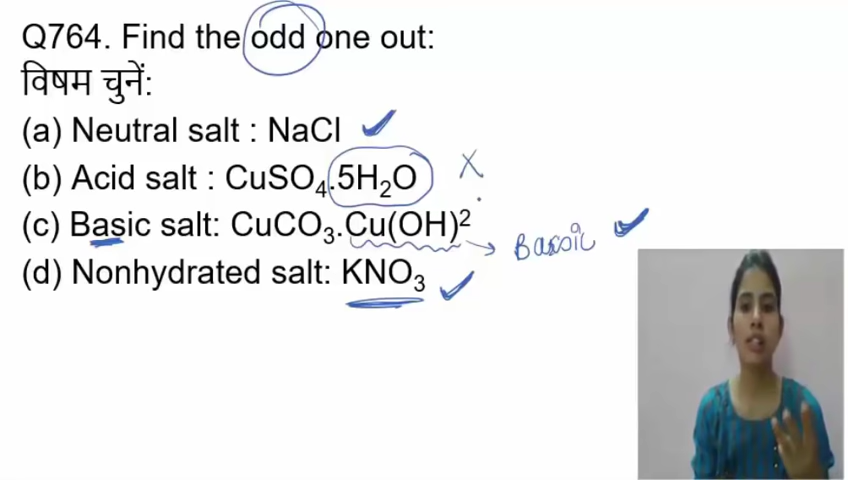 Q764. Find the odd one out:
विषम चुनें:
(a) Neutral salt : NaCl
(b) Acid salt : CuSO₄.5H₂O
(c) Basic salt: CuCO₃.Cu(OH)² Bassic
(d) Nonhydrated salt: KNO₃